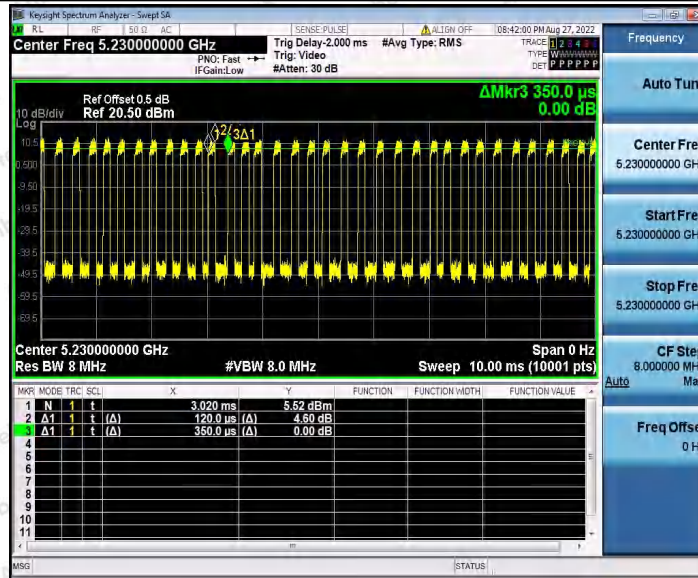 Keysight Spectrum Analyzer - Swept SA
RL RF 50 Ω AC SENSE:PULSE ALIGN OFF 08:42:00 PM Aug 27, 2022
Center Freq 5.230000000 GHz
PNO: Fast
IFGain:Low
Trig Delay-2.000 ms
Trig: Video
#Atten: 30 dB
#Avg Type: RMS
TRACE 1 2 3 4 5 6
TYPE W
DET P P P P P P
Frequency
Ref Offset 0.5 dB
10 dB/div Ref 20.50 dBm
Log
ΔMkr3 350.0 µs
0.00 dB
10.5
0.500
-9.50
-19.5
-29.5
-39.5
-49.5
-59.5
-69.5
1 2 3Δ1
Center 5.230000000 GHz Span 0 Hz
Res BW 8 MHz #VBW 8.0 MHz Sweep 10.00 ms (10001 pts)
MKR MODE TRC SCL X Y FUNCTION FUNCTION WIDTH FUNCTION VALUE
1 N 1 t 3.020 ms 5.52 dBm
2 Δ1 1 t (Δ) 120.0 µs (Δ) 4.60 dB
3 Δ1 1 t (Δ) 350.0 µs (Δ) 0.00 dB
4
5
6
7
8
9
10
11
MSG STATUS
Auto Tun
Center Fre
5.230000000 GH
Start Fre
5.230000000 GH
Stop Fre
5.230000000 GH
CF Ste
8.000000 MH
Auto Ma
Freq Offse
0 H